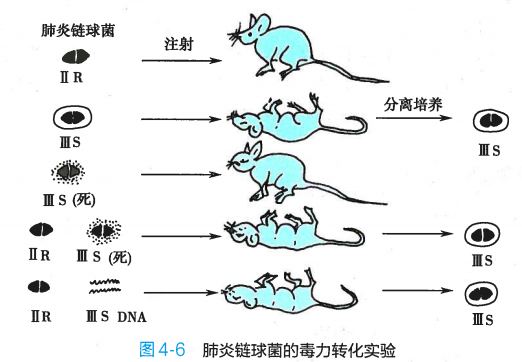 肺炎链球菌
注射
ⅡR
分离培养
ⅢS
ⅢS
ⅢS (死)
ⅡR ⅢS (死)
ⅢS
ⅡR ⅢS DNA
ⅢS
图4-6 肺炎链球菌的毒力转化实验